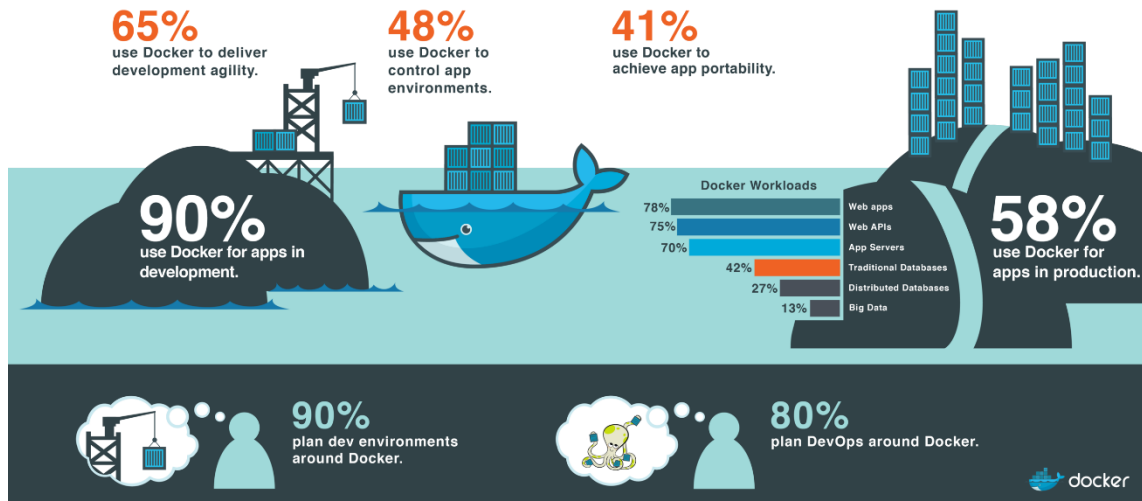 65%
use Docker to deliver
development agility.
48%
use Docker to
control app
environments.
41%
use Docker to
achieve app portability.
90%
use Docker for apps in
development.
Docker Workloads
78% Web apps
75% Web APIs
70% App Servers
42% Traditional Databases
27% Distributed Databases
13% Big Data
58%
use Docker for
apps in production.
90%
plan dev environments
around Docker.
80%
plan DevOps around Docker.
docker